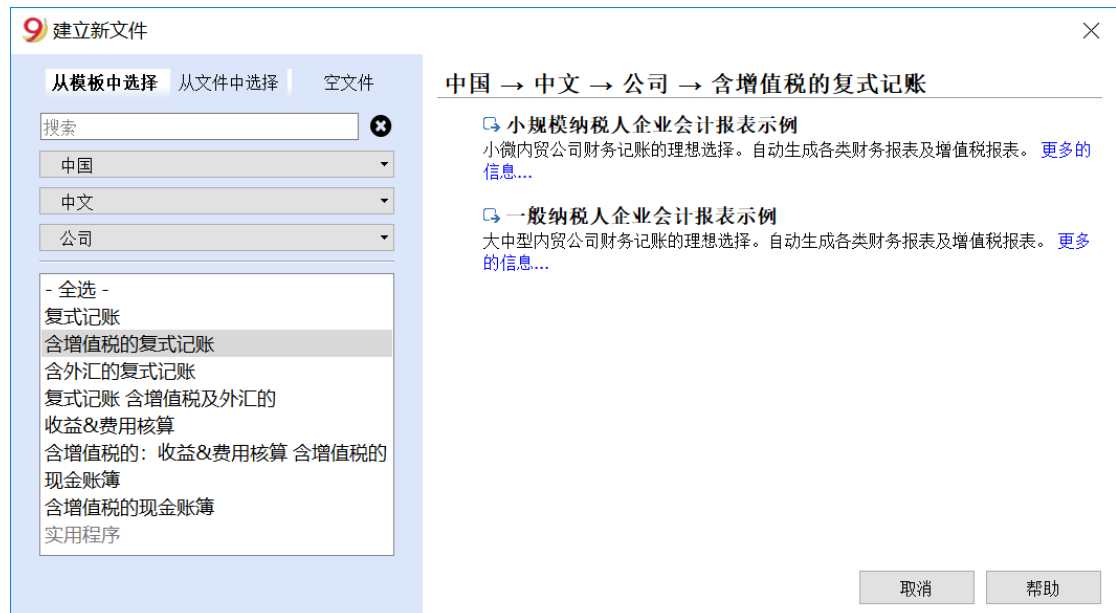 9 建立新文件
从模板中选择 从文件中选择 空文件
搜索
中国
中文
公司
- 全选 -
复式记账
含增值税的复式记账
含外汇的复式记账
复式记账 含增值税及外汇的
收益&费用核算
含增值税的：收益&费用核算 含增值税的
现金账簿
含增值税的现金账簿
实用程序
中国 → 中文 → 公司 → 含增值税的复式记账
小规模纳税人企业会计报表示例
小微内贸公司财务记账的理想选择。自动生成各类财务报表及增值税报表。 更多的
信息...
一般纳税人企业会计报表示例
大中型内贸公司财务记账的理想选择。自动生成各类财务报表及增值税报表。 更多
的信息...
取消 帮助